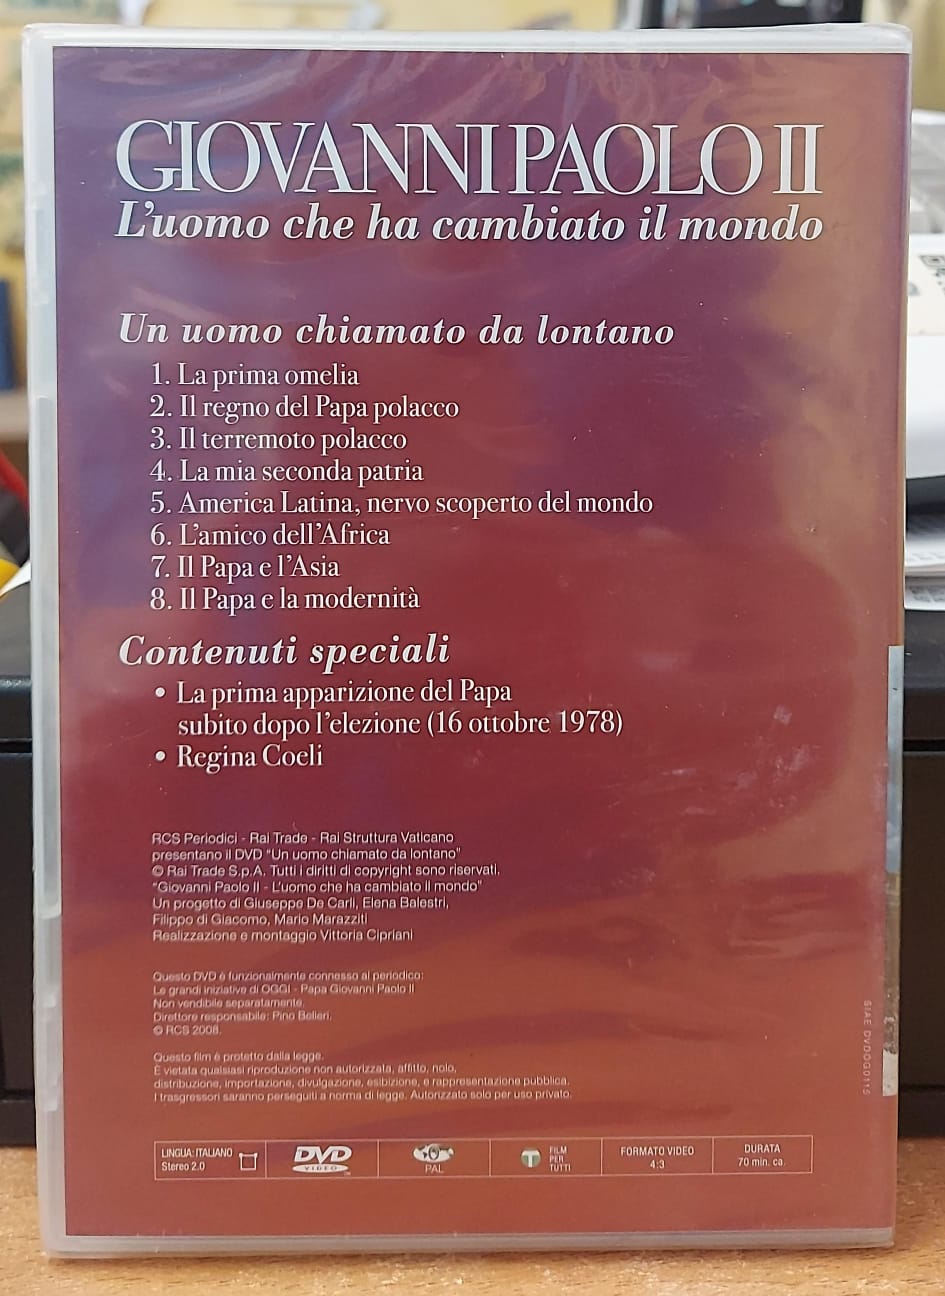 GIOVANNI PAOLO II
L'uomo che ha cambiato il mondo
Un uomo chiamato da lontano
1. La prima omelia
2. Il regno del Papa polacco
3. Il terremoto polacco
4. La mia seconda patria
5. America Latina, nervo scoperto del mondo
6. L'amico dell'Africa
7. Il Papa e l'Asia
8. Il Papa e la modernità
Contenuti speciali
• La prima apparizione del Papa
subito dopo l'elezione (16 ottobre 1978)
• Regina Coeli
RCS Periodici - Rai Trade - Rai Struttura Vaticano
presentano il DVD "Un uomo chiamato da lontano"
© Rai Trade S.p.A. Tutti i diritti di copyright sono riservati.
"Giovanni Paolo II - L'uomo che ha cambiato il mondo"
Un progetto di Giuseppe De Carli, Elena Balestri,
Filippo di Giacomo, Mario Marazziti
Realizzazione e montaggio Vittoria Cipriani
Questo DVD è funzionalmente connesso al periodico:
Le grandi iniziative di OGGI - Papa Giovanni Paolo II
Non vendibile separatamente.
Direttore responsabile: Pino Belleri.
© RCS 2008.
Questo film è protetto dalla legge.
È vietata qualsiasi riproduzione non autorizzata, affitto, nolo,
distribuzione, importazione, divulgazione, esibizione, e rappresentazione pubblica.
I trasgressori saranno perseguiti a norma di legge. Autorizzato solo per uso privato.
SIAE DVDOG0115
LINGUA: ITALIANO
Stereo 2.0
DVD
VIDEO
PAL
T
FILM
PER
TUTTI
FORMATO VIDEO
4:3
DURATA
70 min. ca.